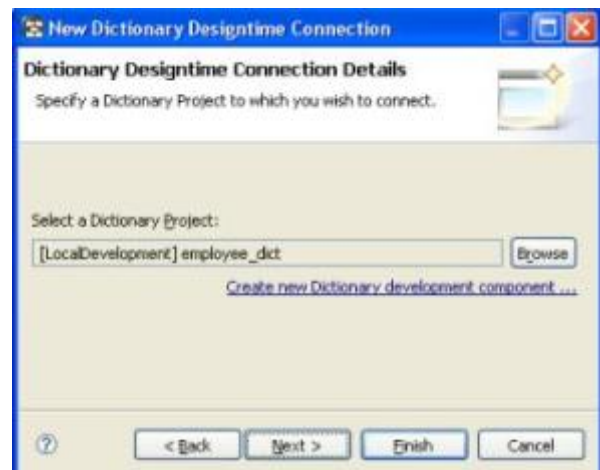 New Dictionary Designtime Connection
Dictionary Designtime Connection Details
Specify a Dictionary Project to which you wish to connect.
Select a Dictionary Project:
[LocalDevelopment] employee_dict
Browse
Create new Dictionary development component ...
< Back
Next >
Finish
Cancel